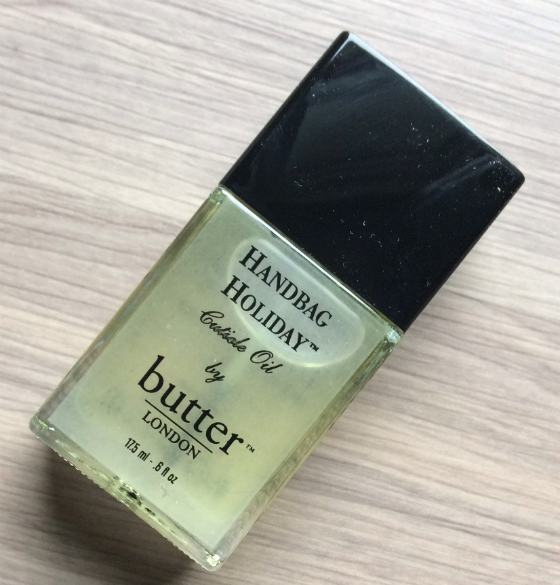 HANDBAG
HOLIDAY™
Cuticle Oil
by
butter™
LONDON
17.5 ml - .6 fl oz